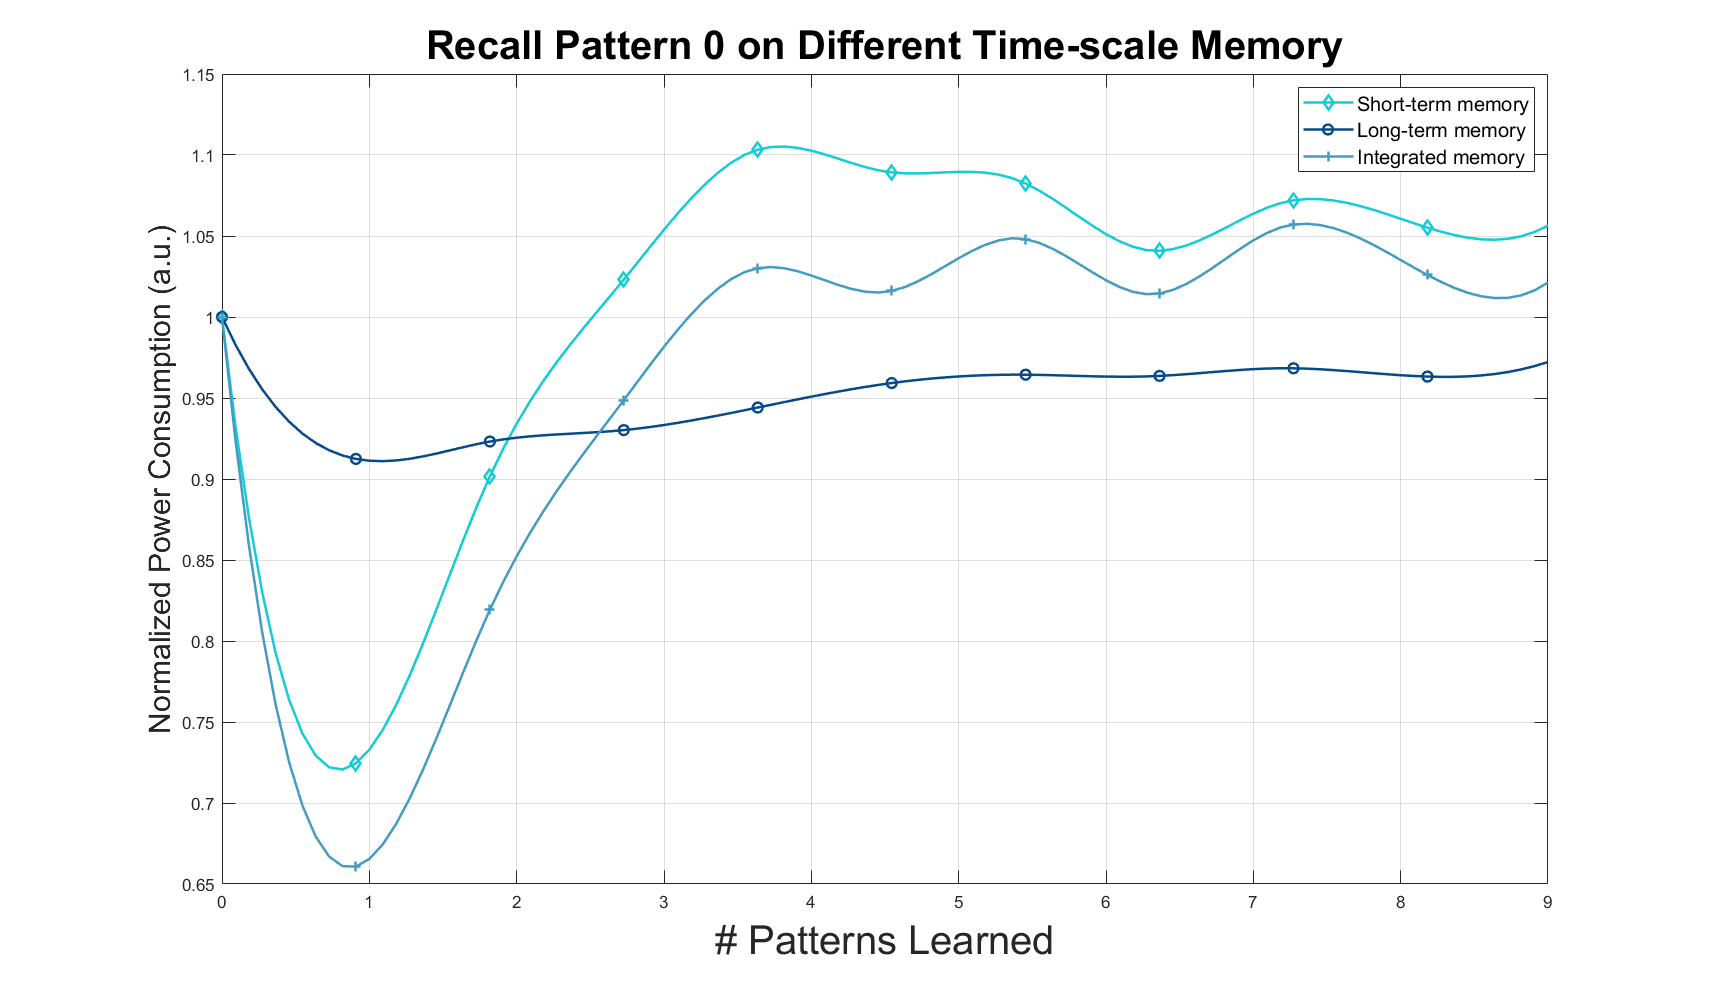 Recall Pattern 0 on Different Time-scale Memory
1.15
1.1
1.05
1
0.95
0.9
0.85
0.8
0.75
0.7
0.65
Normalized Power Consumption (a.u.)
Short-term memory
Long-term memory
Integrated memory
0 1 2 3 4 5 6 7 8 9
# Patterns Learned